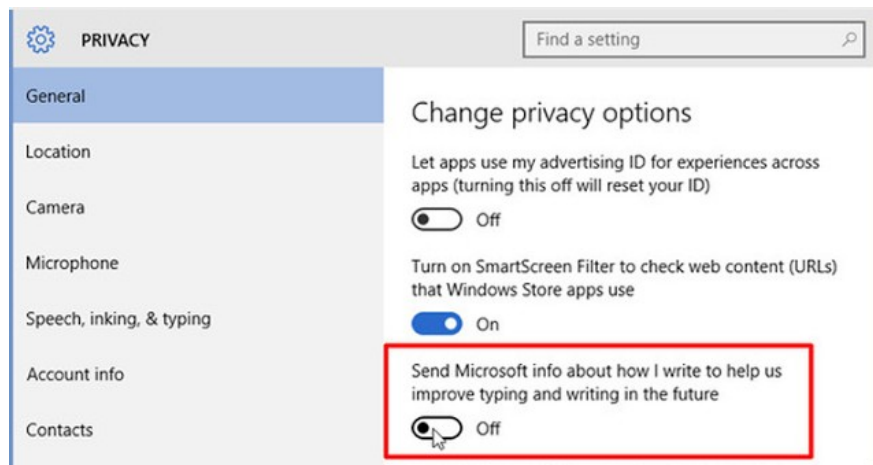 PRIVACY
Find a setting
General
Location
Camera
Microphone
Speech, inking, & typing
Account info
Contacts
Change privacy options
Let apps use my advertising ID for experiences across
apps (turning this off will reset your ID)
Off
Turn on SmartScreen Filter to check web content (URLs)
that Windows Store apps use
On
Send Microsoft info about how I write to help us
improve typing and writing in the future
Off